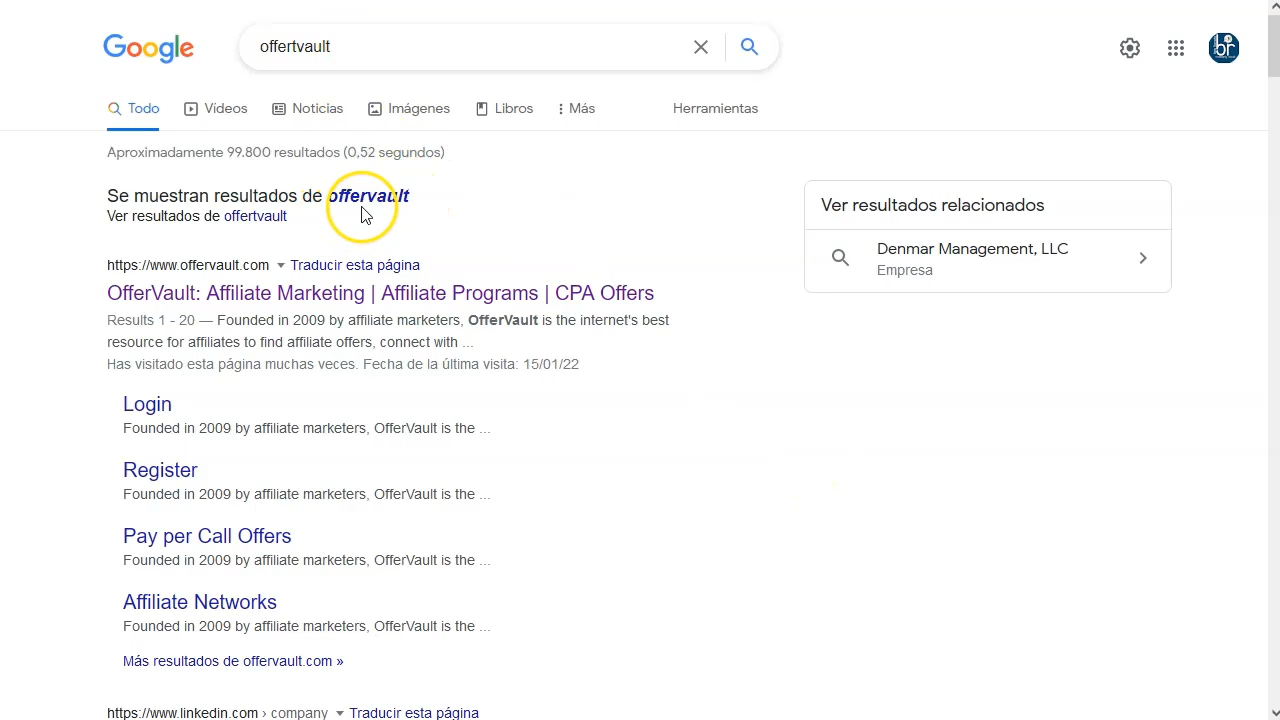 Google
offertvault
Todo
Vídeos
Noticias
Imágenes
Libros
Más
Herramientas
Aproximadamente 99.800 resultados (0,52 segundos)
Se muestran resultados de offervault
Ver resultados de offertvault
https://www.offervault.com Traducir esta página
OfferVault: Affiliate Marketing | Affiliate Programs | CPA Offers
Results 1 - 20 — Founded in 2009 by affiliate marketers, OfferVault is the internet's best
resource for affiliates to find affiliate offers, connect with ...
Has visitado esta página muchas veces. Fecha de la última visita: 15/01/22
Login
Founded in 2009 by affiliate marketers, OfferVault is the ...
Register
Founded in 2009 by affiliate marketers, OfferVault is the ...
Pay per Call Offers
Founded in 2009 by affiliate marketers, OfferVault is the ...
Affiliate Networks
Founded in 2009 by affiliate marketers, OfferVault is the ...
Más resultados de offervault.com »
https://www.linkedin.com › company Traducir esta página
Ver resultados relacionados
Denmar Management, LLC
Empresa
br